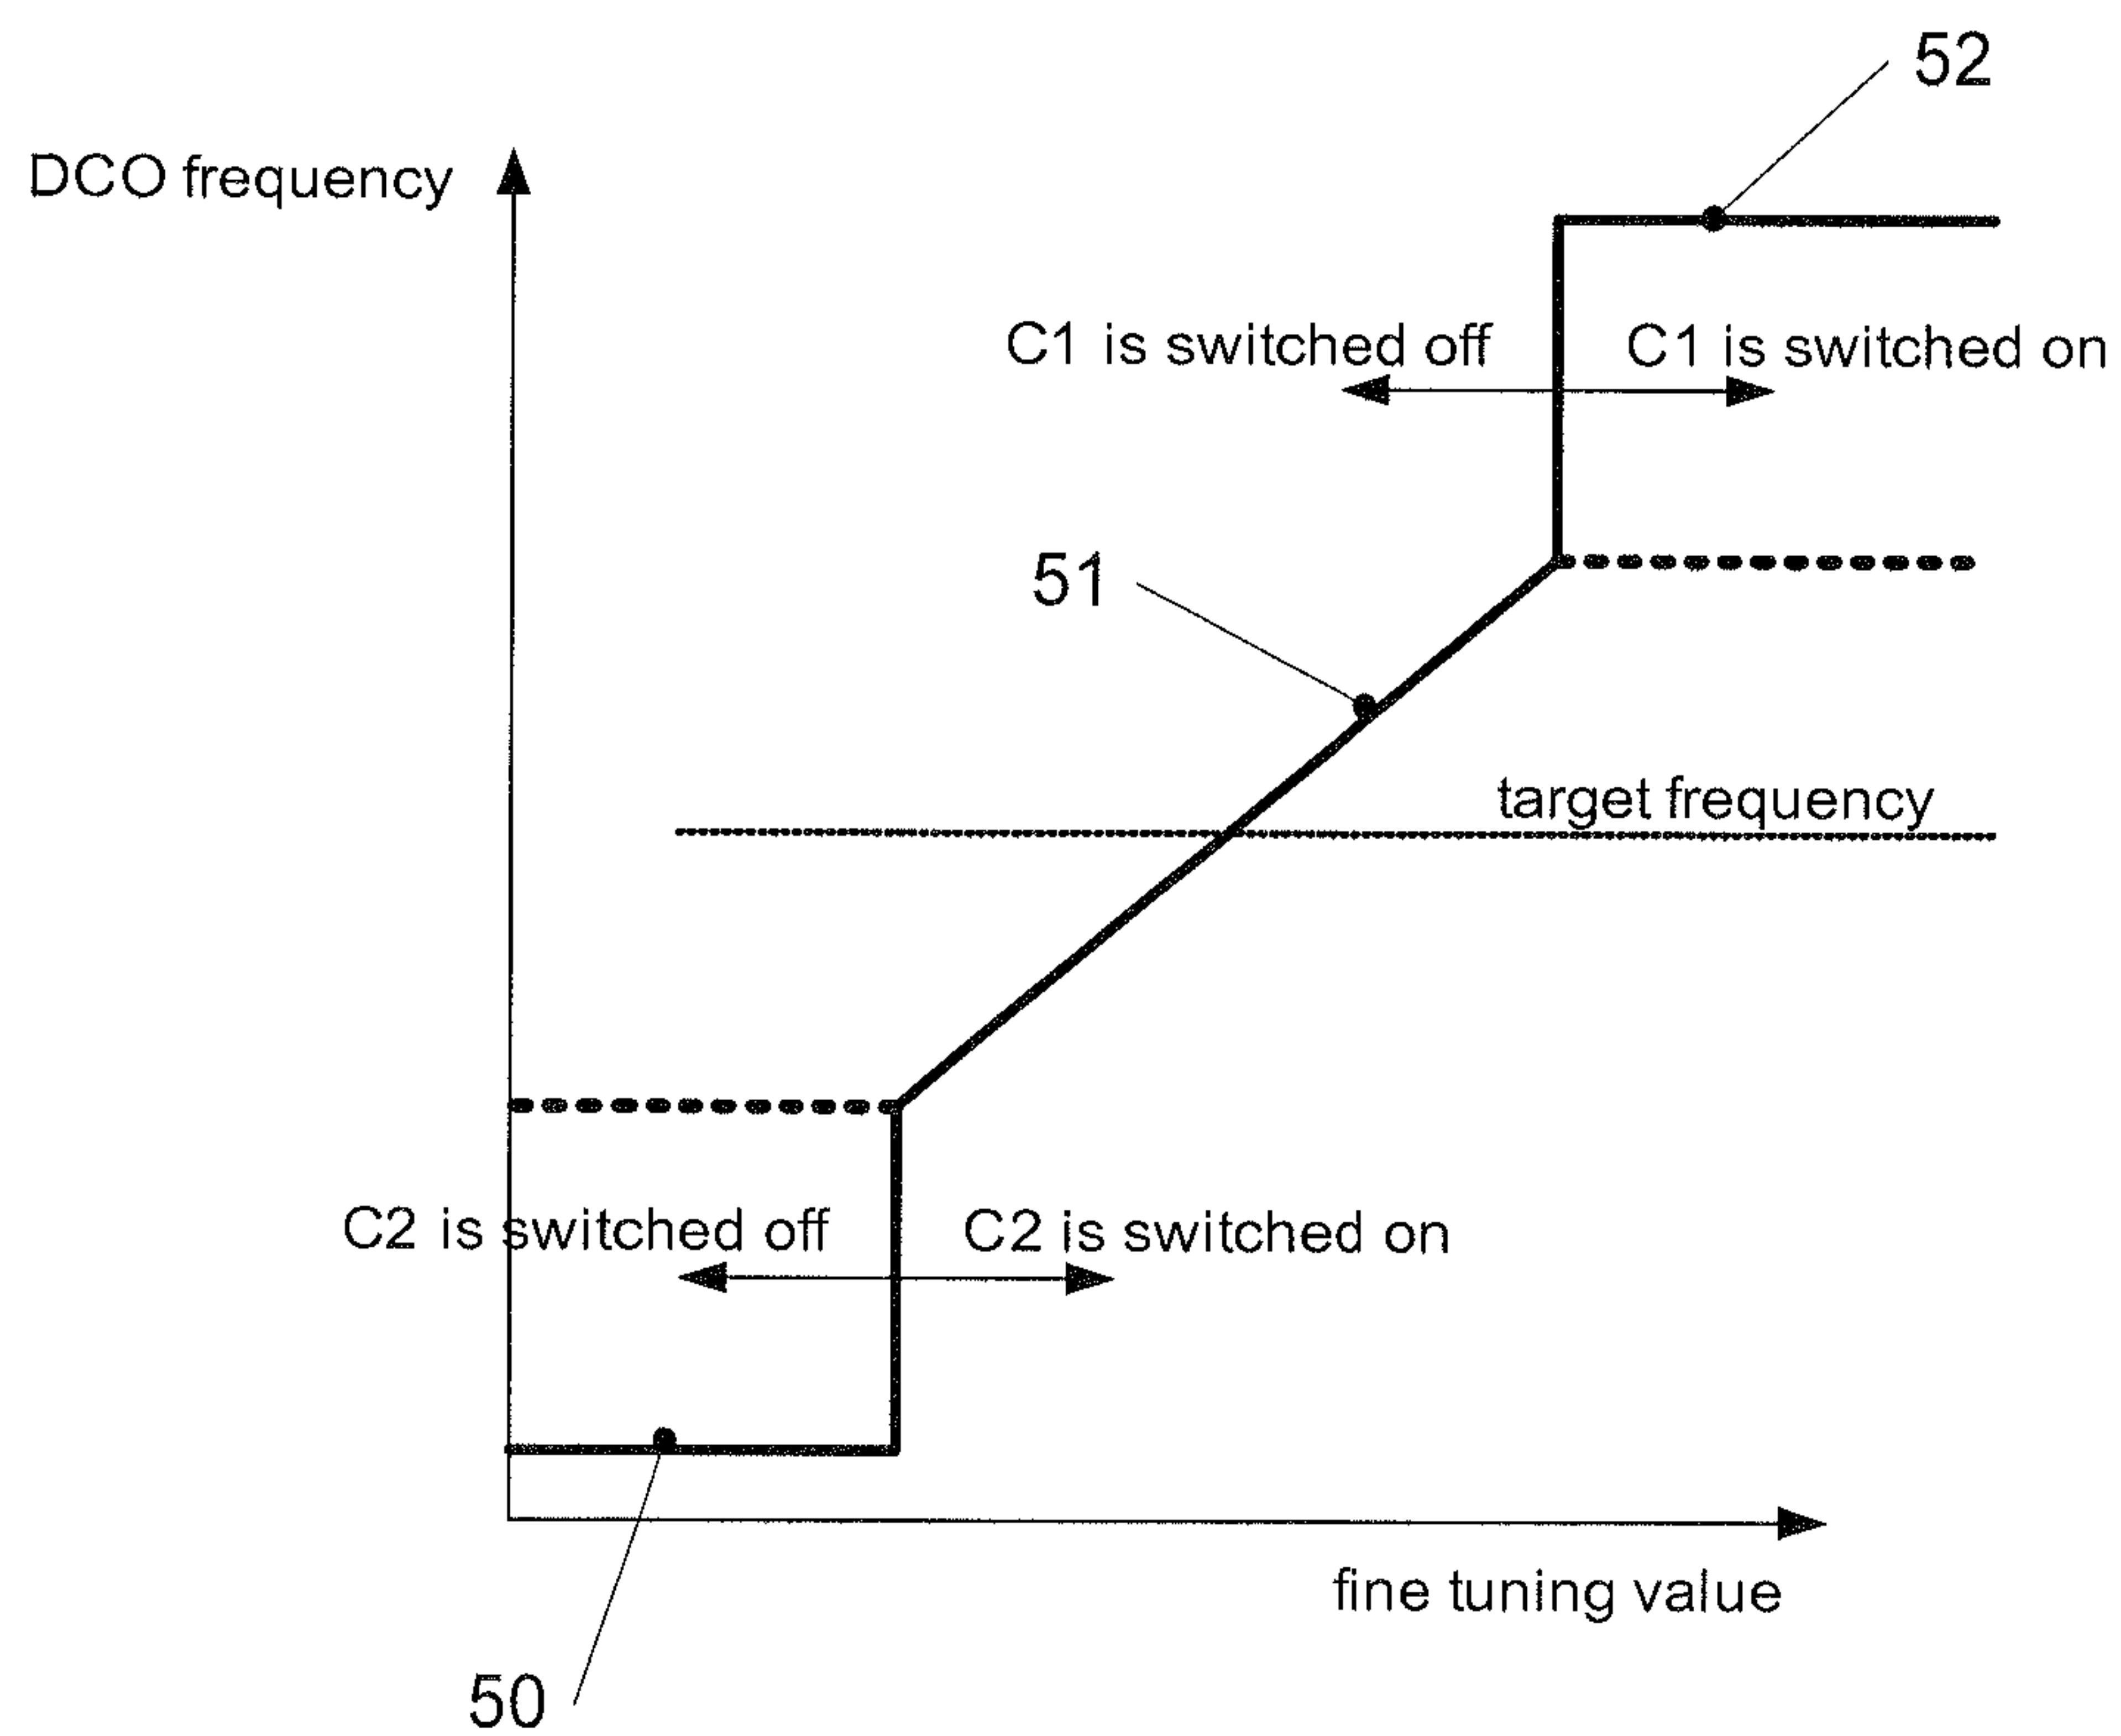 52
DCO frequency
C1 is switched off
C1 is switched on
51
target frequency
C2 is switched off
C2 is switched on
fine tuning value
50